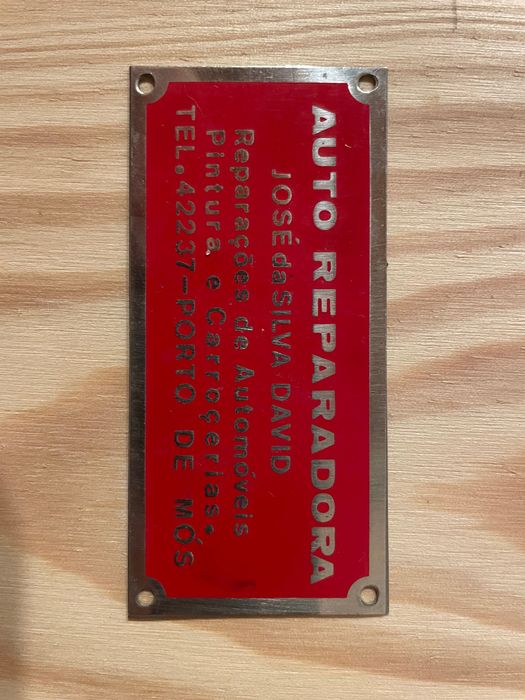 AUTO REPARADORA
JOSÉ da SILVA DAVID
Reparações de Automóveis
Pintura e Carroçerias.
TEL.42237-PORTO DE MÓS